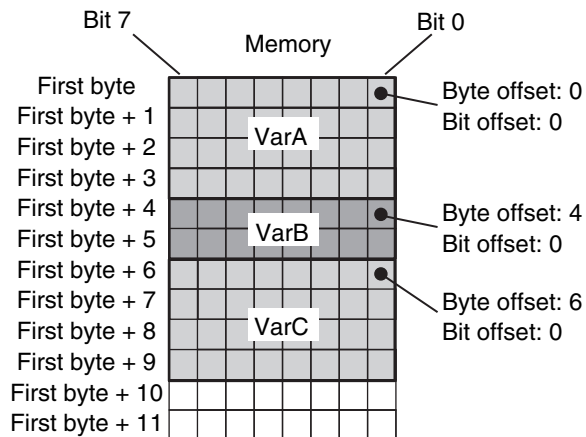 Bit 7
Bit 0
Memory
First byte
First byte + 1
First byte + 2
First byte + 3
First byte + 4
First byte + 5
First byte + 6
First byte + 7
First byte + 8
First byte + 9
First byte + 10
First byte + 11
VarA
VarB
VarC
Byte offset: 0
Bit offset: 0
Byte offset: 4
Bit offset: 0
Byte offset: 6
Bit offset: 0